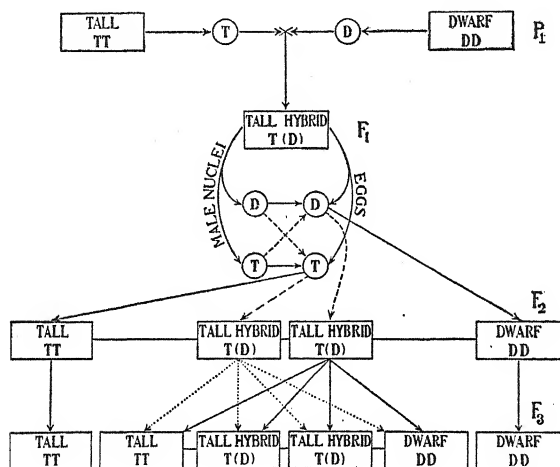 TALL
TT
T
D
DWARF
DD
P1
TALL HYBRID
T(D)
F1
MALE NUCLEI
EGGS
D
D
T
T
F2
TALL
TT
TALL HYBRID
T(D)
TALL HYBRID
T(D)
DWARF
DD
F3
TALL
TT
TALL
TT
TALL HYBRID
T(D)
TALL HYBRID
T(D)
DWARF
DD
DWARF
DD